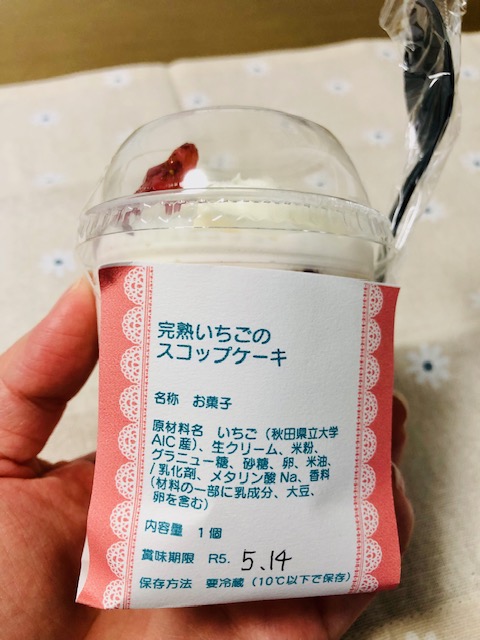 完熟いちごの
スコップケーキ
名称　お菓子
原材料名　いちご（秋田県立大学
AIC産）、生クリーム、米粉、
グラニュー糖、砂糖、卵、米油、
/乳化剤、メタリン酸Na、香料
（材料の一部に乳成分、大豆、
卵を含む）
内容量　1個
賞味期限　R5. 5.14
保存方法　要冷蔵（10℃以下で保存）